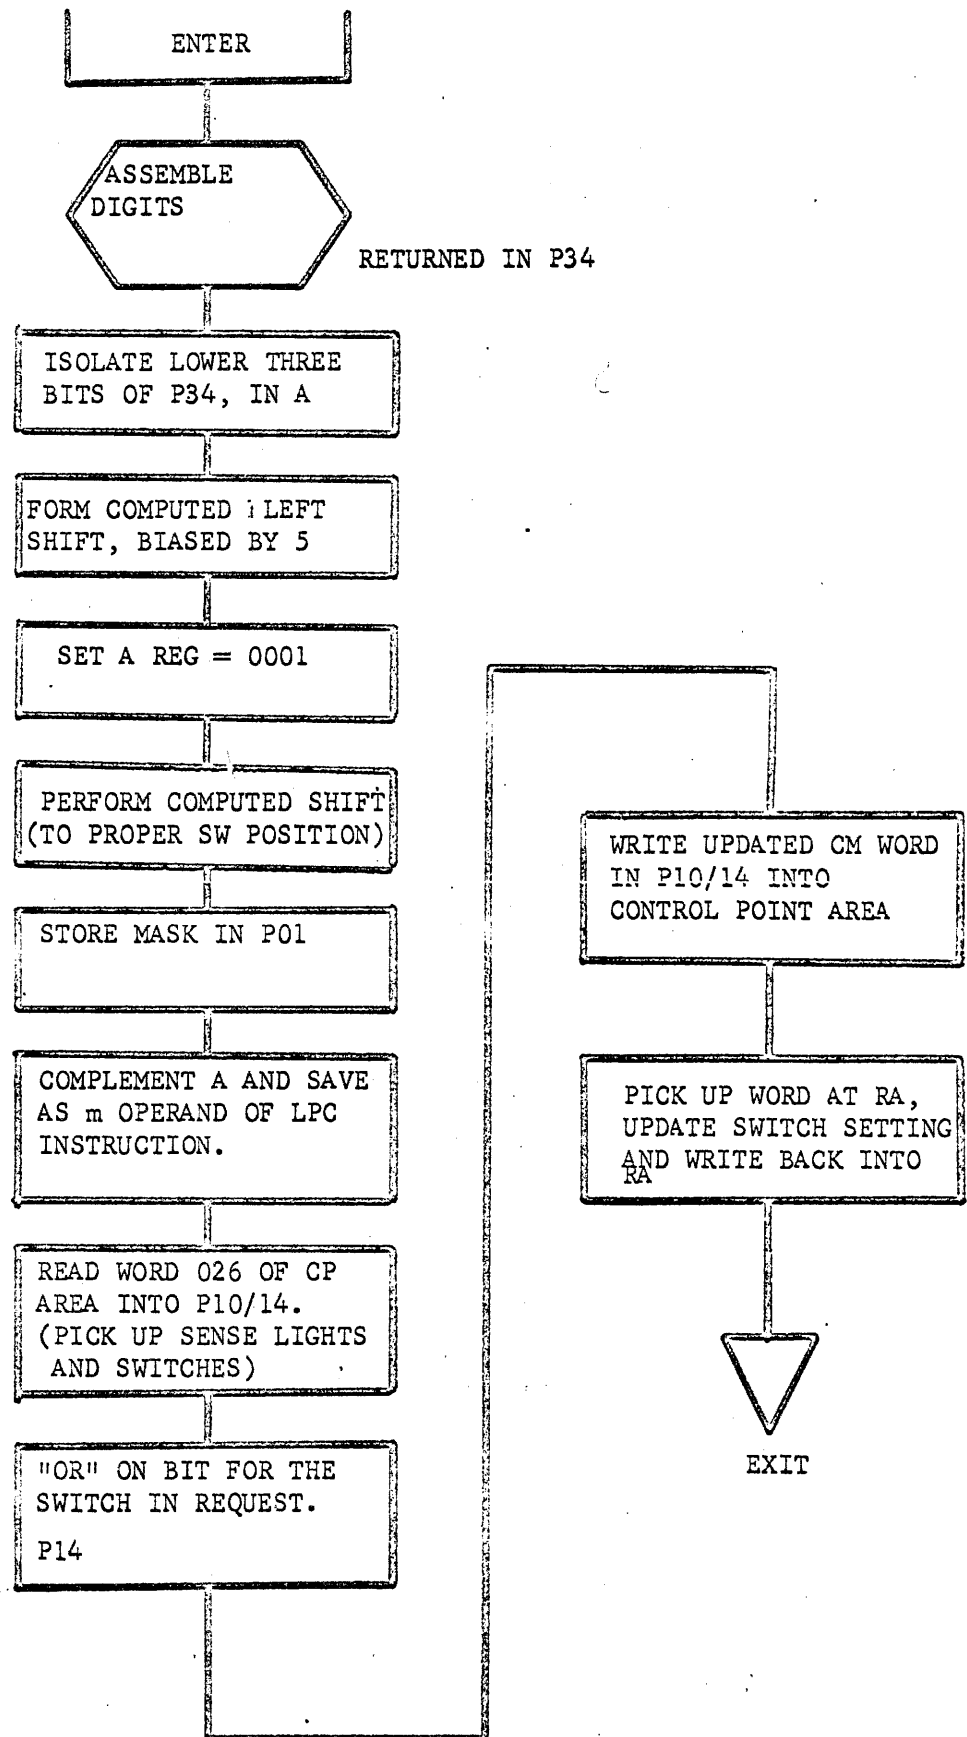 ENTER
ASSEMBLE
DIGITS
RETURNED IN P34
ISOLATE LOWER THREE
BITS OF P34, IN A
FORM COMPUTED LEFT
SHIFT, BIASED BY 5
SET A REG = 0001
PERFORM COMPUTED SHIFT
(TO PROPER SW POSITION)
STORE MASK IN P01
COMPLEMENT A AND SAVE
AS m OPERAND OF LPC
INSTRUCTION.
READ WORD 026 OF CP
AREA INTO P10/14.
(PICK UP SENSE LIGHTS
AND SWITCHES)
"OR" ON BIT FOR THE
SWITCH IN REQUEST.
P14
WRITE UPDATED CM WORD
IN P10/14 INTO
CONTROL POINT AREA
PICK UP WORD AT RA,
UPDATE SWITCH SETTING
AND WRITE BACK INTO
RA
EXIT